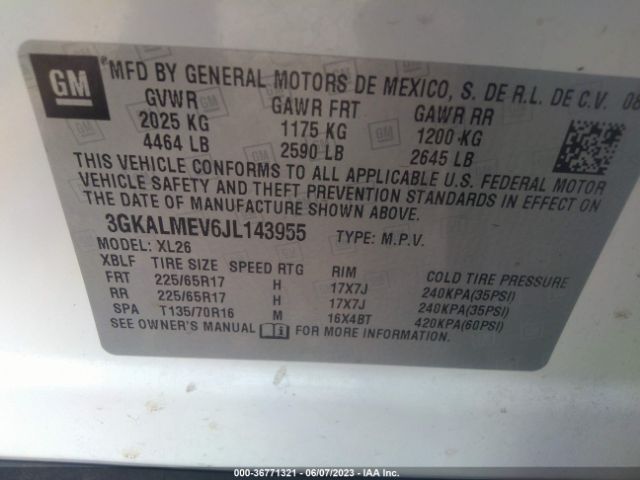 GM
*MFD BY GENERAL MOTORS DE MEXICO, S. DE R.L. DE C.V. 08
GVWR GAWR FRT GAWR RR
2025 KG 1175 KG 1200 KG
4464 LB 2590 LB 2645 LB
THIS VEHICLE CONFORMS TO ALL APPLICABLE U.S. FEDERAL MOTOR
VEHICLE SAFETY AND THEFT PREVENTION STANDARDS IN EFFECT ON
THE DATE OF MANUFACTURE SHOWN ABOVE.
3GKALMEV6JL143955 TYPE: M.P.V.
MODEL: XL26
XBLF TIRE SIZE SPEED RTG RIM COLD TIRE PRESSURE
FRT 225/65R17 H 17X7J 240KPA(35PSI)
RR 225/65R17 H 17X7J 240KPA(35PSI)
SPA T135/70R16 M 16X4BT 420KPA(60PSI)
SEE OWNER'S MANUAL FOR MORE INFORMATION.
000-36771321 | 06/07/2023 - IAA Inc.